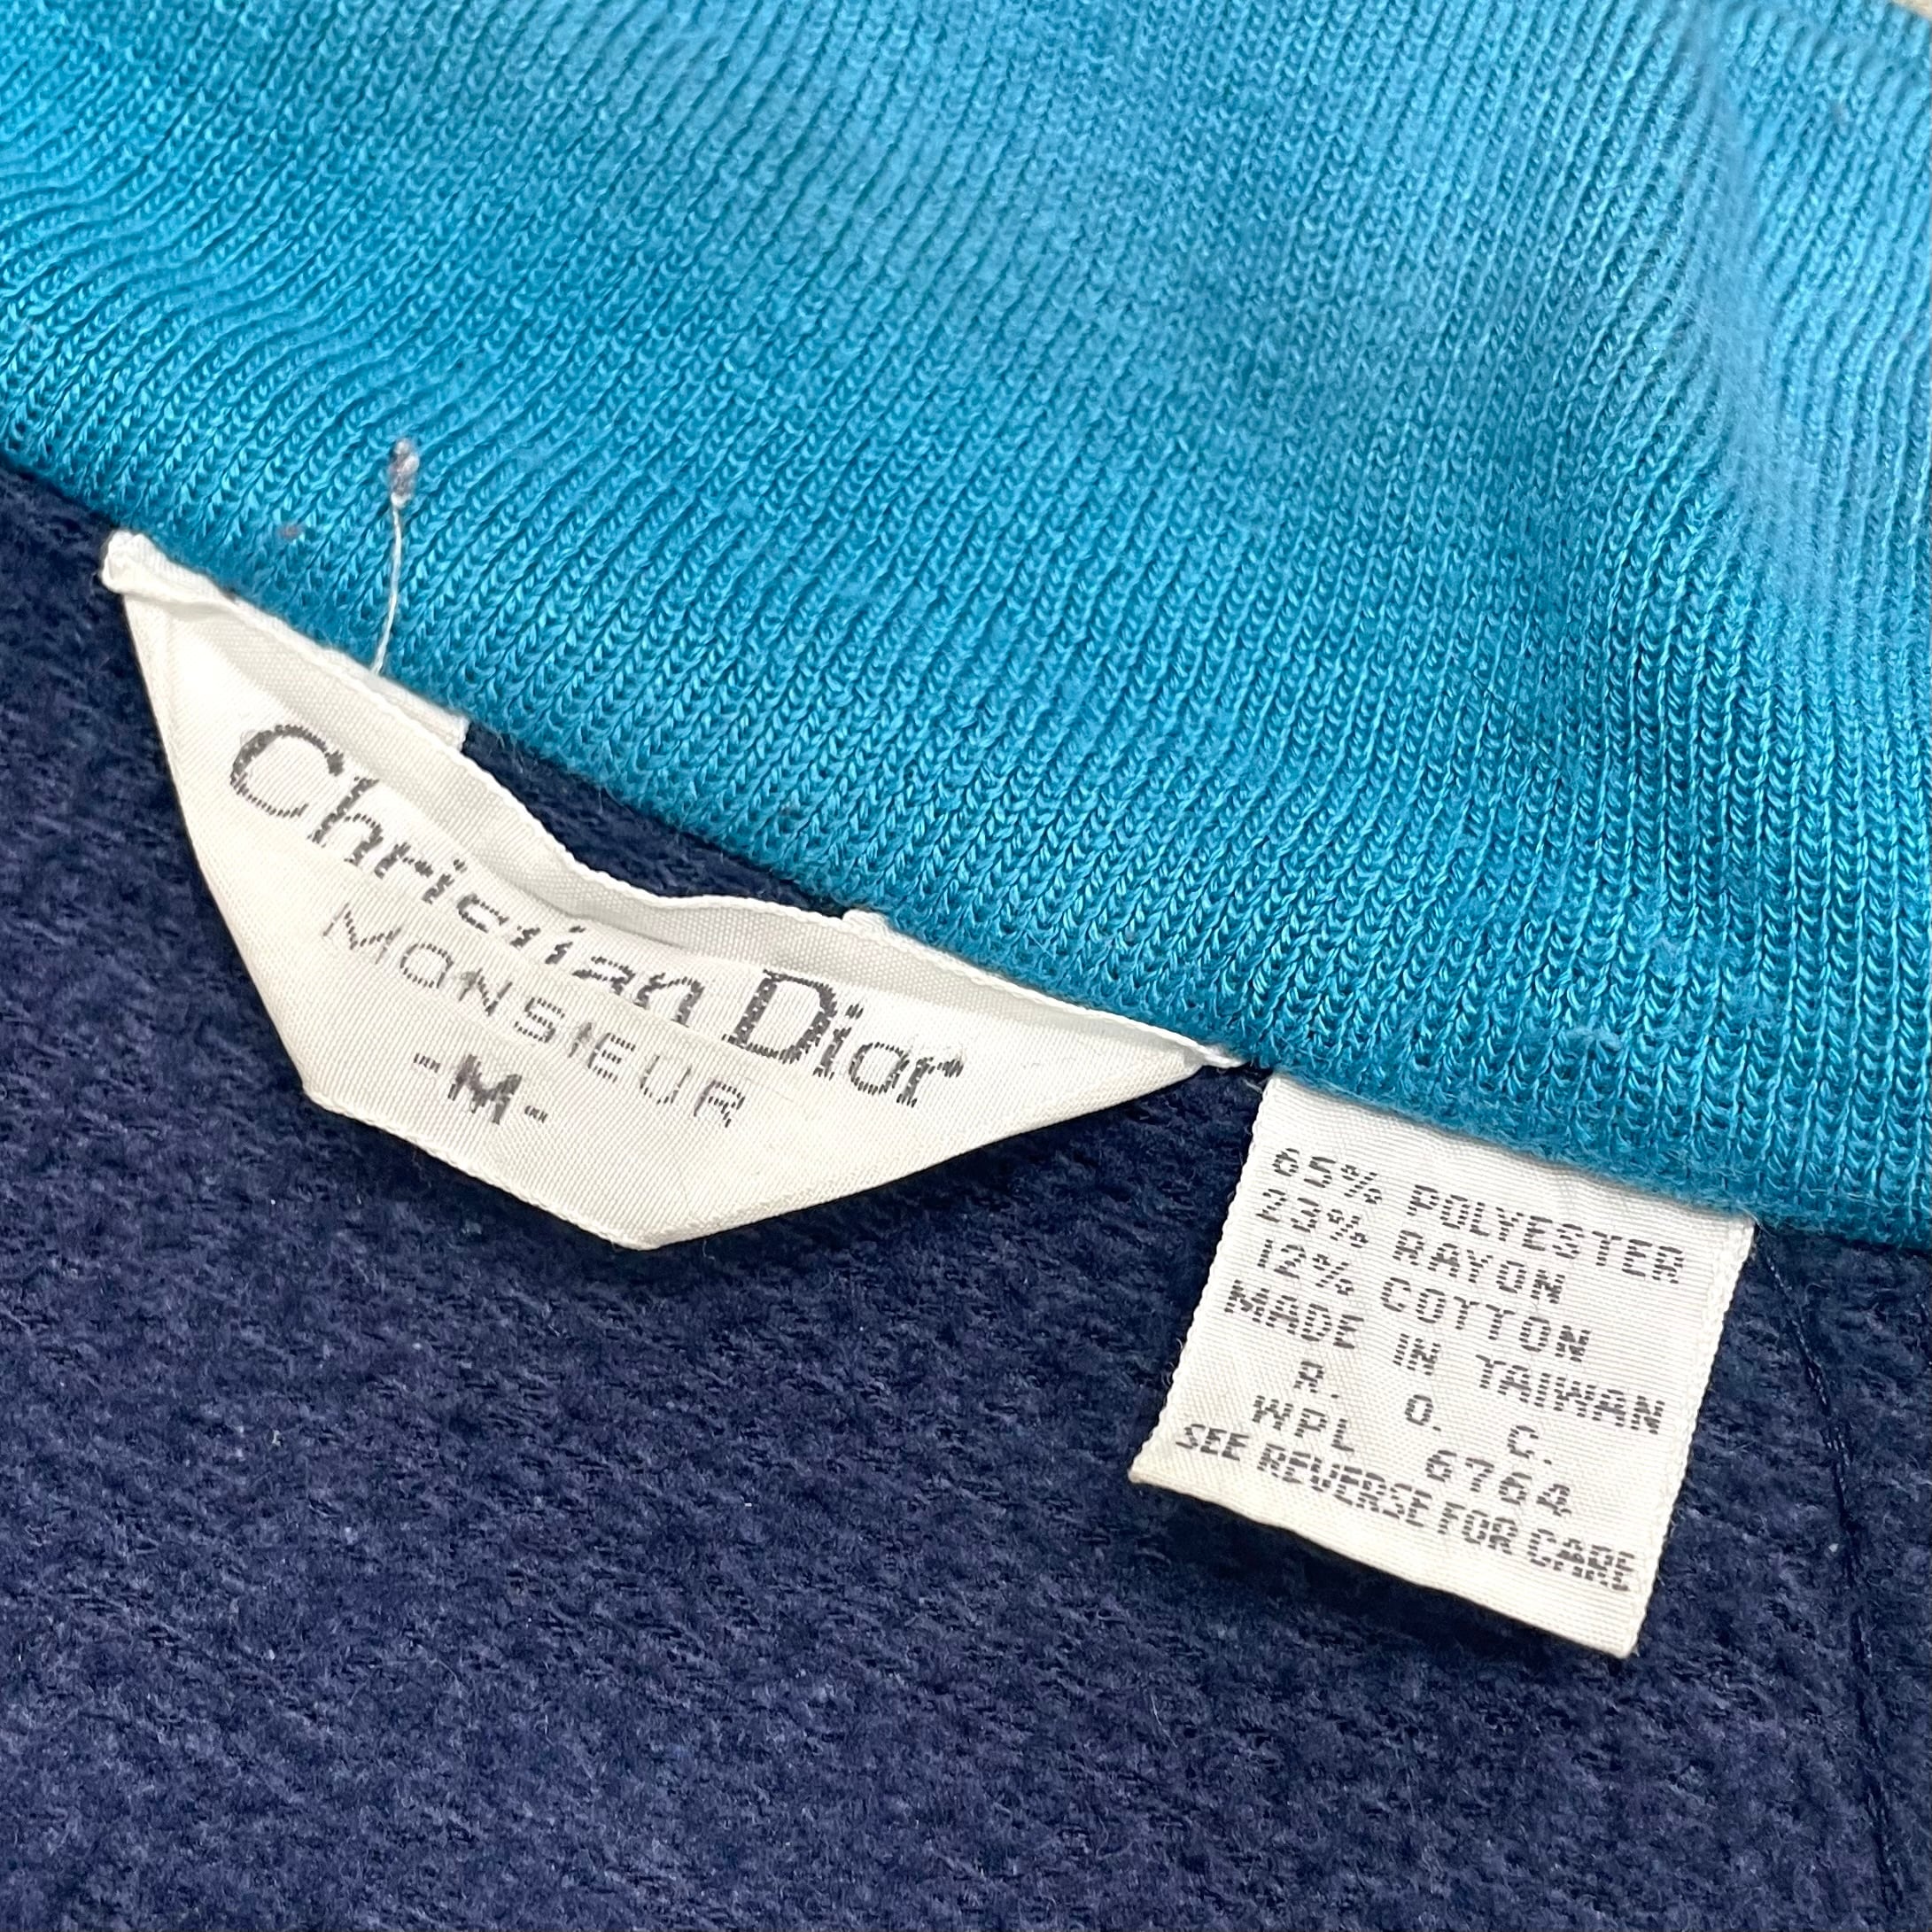 Christian Dior
MONSIEUR
-M-
65% POLYESTER
23% RAYON
12% COTTON
MADE IN TAIWAN
R. O. C.
WPL 6764
SEE REVERSE FOR CARE